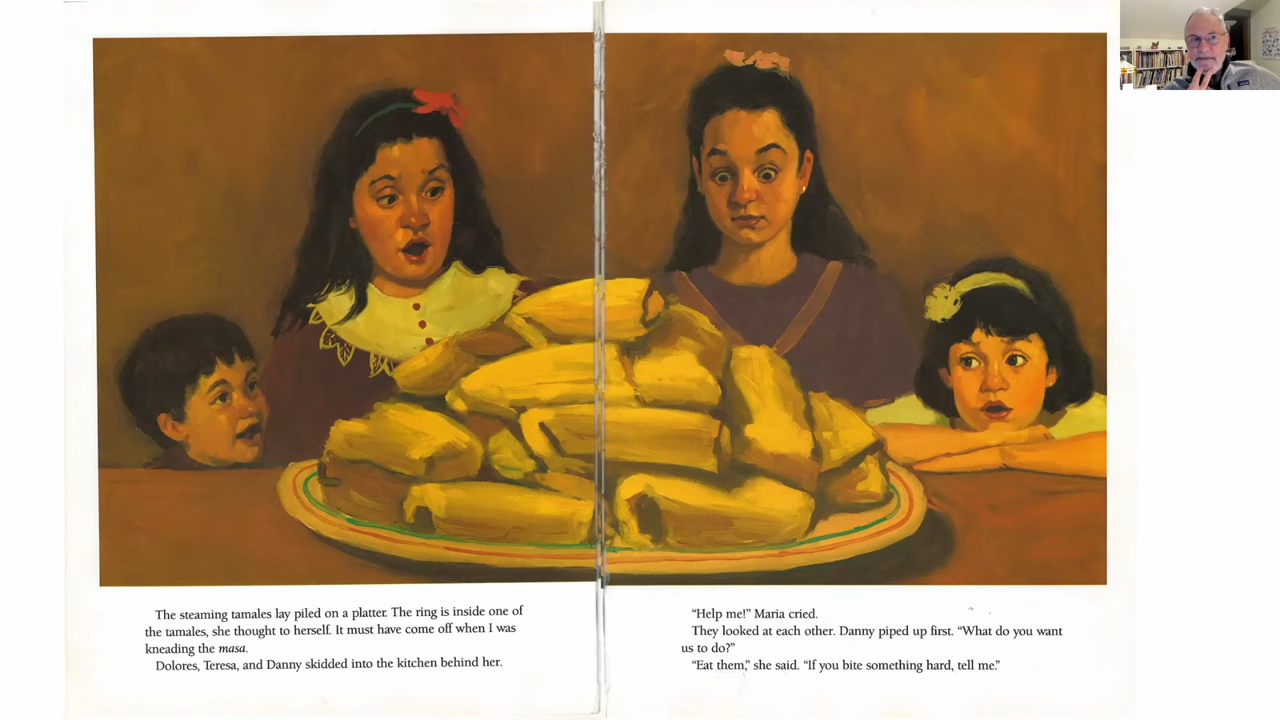 The steaming tamales lay piled on a platter. The ring is inside one of
the tamales, she thought to herself. It must have come off when I was
kneading the masa.
Dolores, Teresa, and Danny skidded into the kitchen behind her.
“Help me!” Maria cried.
They looked at each other. Danny piped up first. “What do you want
us to do?”
“Eat them,” she said. “If you bite something hard, tell me.”